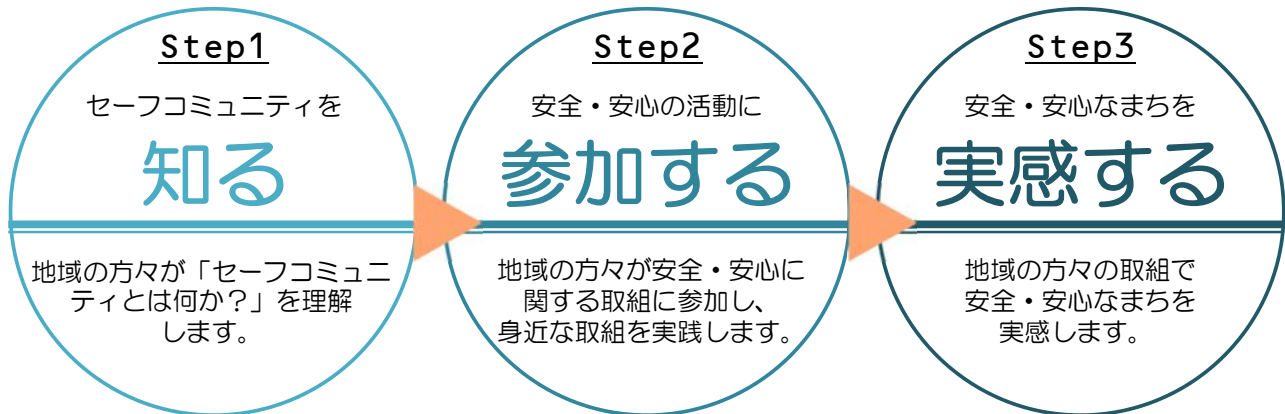 Step1
セーフコミュニティを
知る
地域の方々が「セーフコミュニ
ティとは何か？」を理解
します。
Step2
安全・安心の活動に
参加する
地域の方々が安全・安心に
関する取組に参加し、
身近な取組を実践します。
Step3
安全・安心なまちを
実感する
地域の方々の取組で
安全・安心なまちを
実感します。